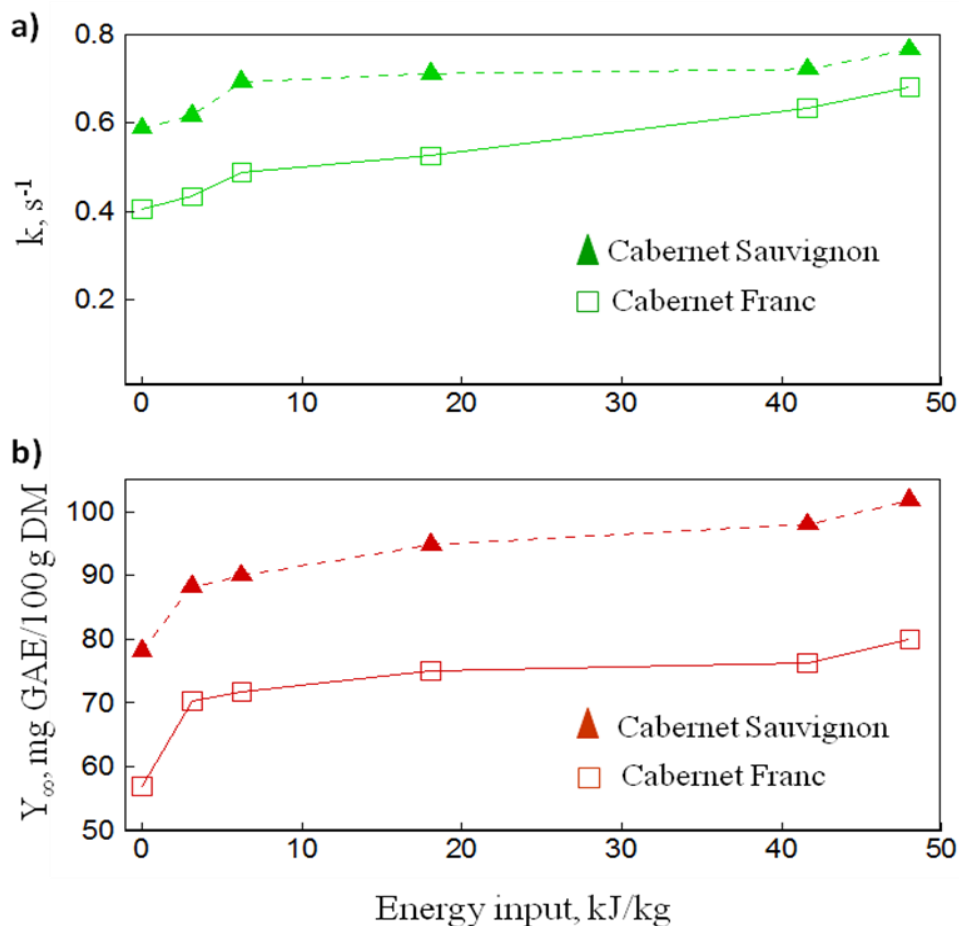 a)
0.8
0.6
0.4
0.2
k, s⁻¹
Cabernet Sauvignon
Cabernet Franc
0 10 20 30 40 50
b)
100
90
80
70
60
50
Y∞, mg GAE/100g DM
Cabernet Sauvignon
Cabernet Franc
0 10 20 30 40 50
Energy input, kJ/kg